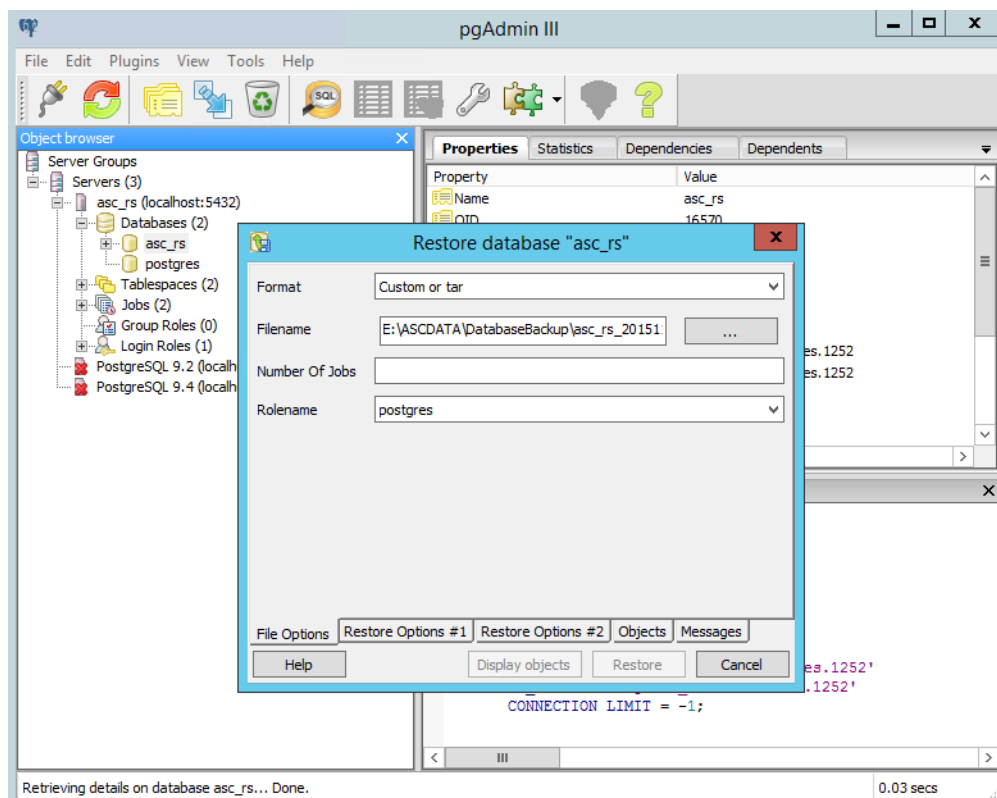 pgAdmin III
File Edit Plugins View Tools Help
SQL
Object browser
Server Groups
Servers (3)
asc_rs (localhost:5432)
Databases (2)
asc_rs
postgres
Tablespaces (2)
Jobs (2)
Group Roles (0)
Login Roles (1)
PostgreSQL 9.2 (localh
PostgreSQL 9.4 (localh
Properties Statistics Dependencies Dependents
Property Value
Name asc_rs
OID 16570
es.1252
es.1252
Restore database "asc_rs"
Format Custom or tar
Filename E:\ASCDATA\DatabaseBackup\asc_rs_20151 ...
Number Of Jobs
Rolename postgres
File Options Restore Options #1 Restore Options #2 Objects Messages
Help Display objects Restore Cancel
es.1252'
.1252'
CONNECTION LIMIT = -1;
Retrieving details on database asc_rs... Done. 0.03 secs